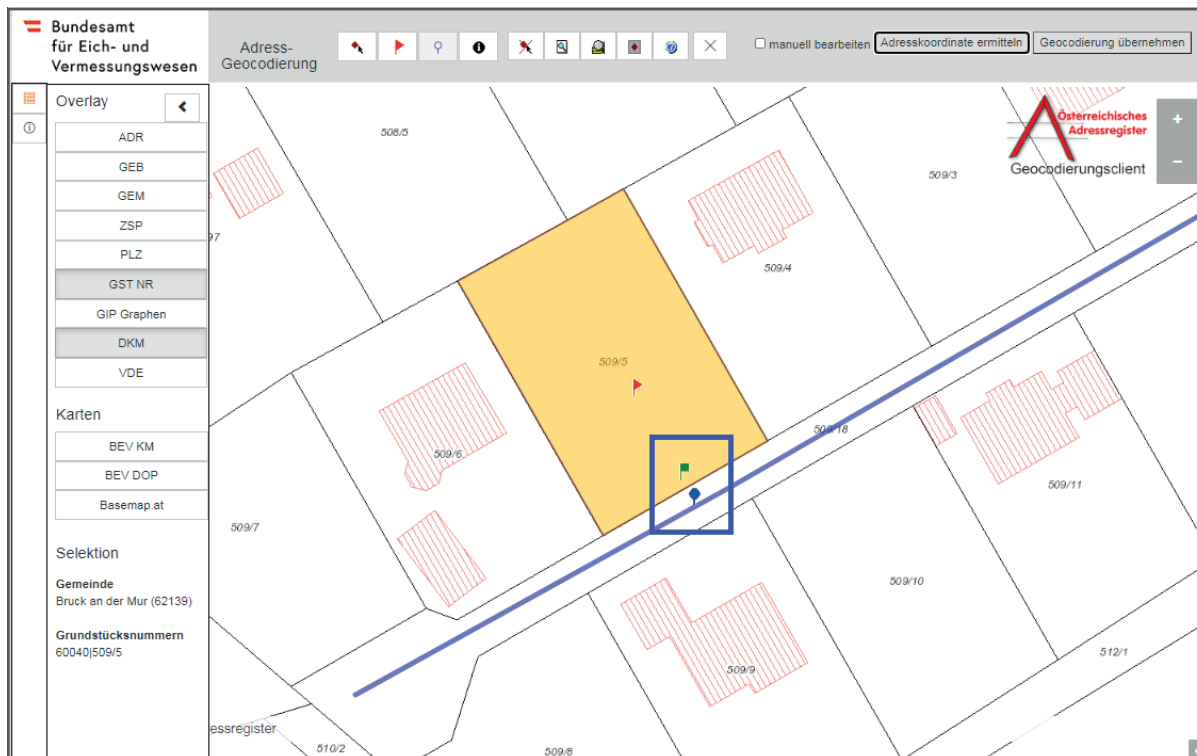 Bundesamt
für Eich- und
Vermessungswesen
Adress-
Geocodierung
manuell bearbeiten
Adresskoordinate ermitteln
Geocodierung übernehmen
Overlay
ADR
GEB
GEM
ZSP
PLZ
GST NR
GIP Graphen
DKM
VDE
Karten
BEV KM
BEV DOP
Basemap.at
Selektion
Gemeinde
Bruck an der Mur (62139)
Grundstücksnummern
60040|509/5
Österreichisches
Adressregister
Geocodierungsclient
+
−
508/5
509/3
97
509/4
509/5
509/18
509/6
509/11
509/7
509/10
512/1
509/9
essregister
510/2
509/8